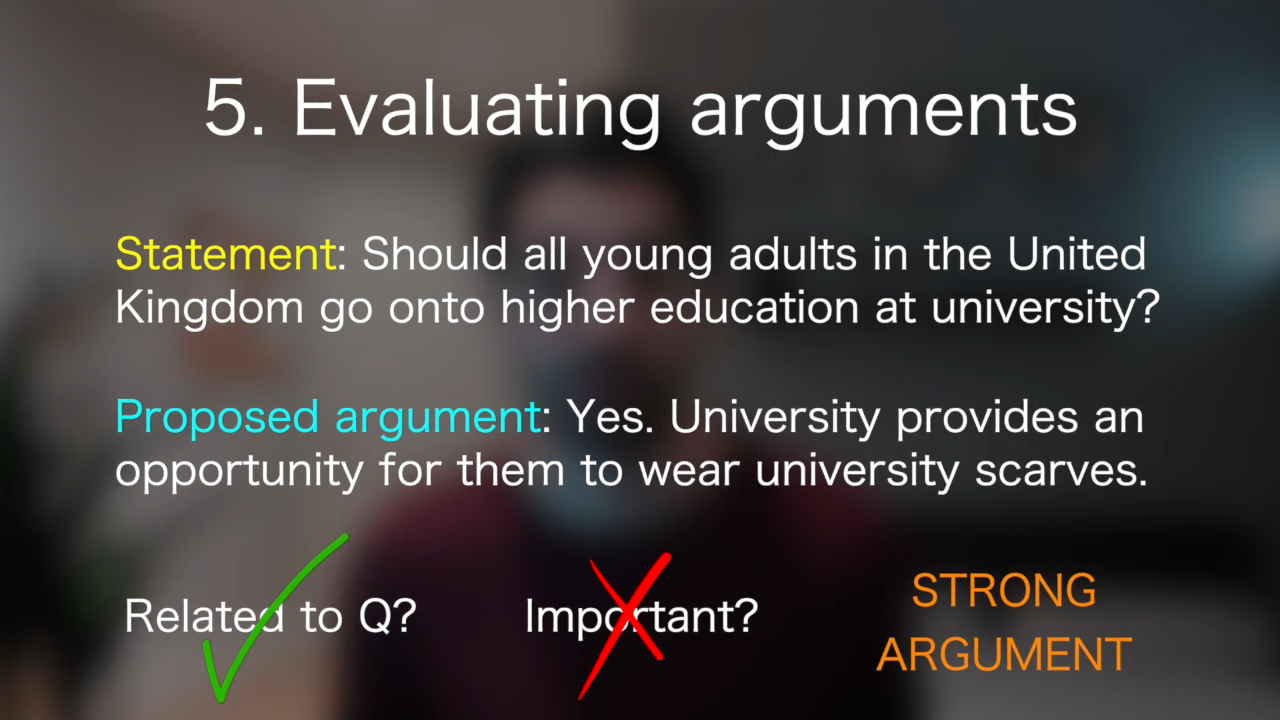 5. Evaluating arguments
Statement: Should all young adults in the United
Kingdom go onto higher education at university?
Proposed argument: Yes. University provides an
opportunity for them to wear university scarves.
Related to Q? Important? STRONG
ARGUMENT